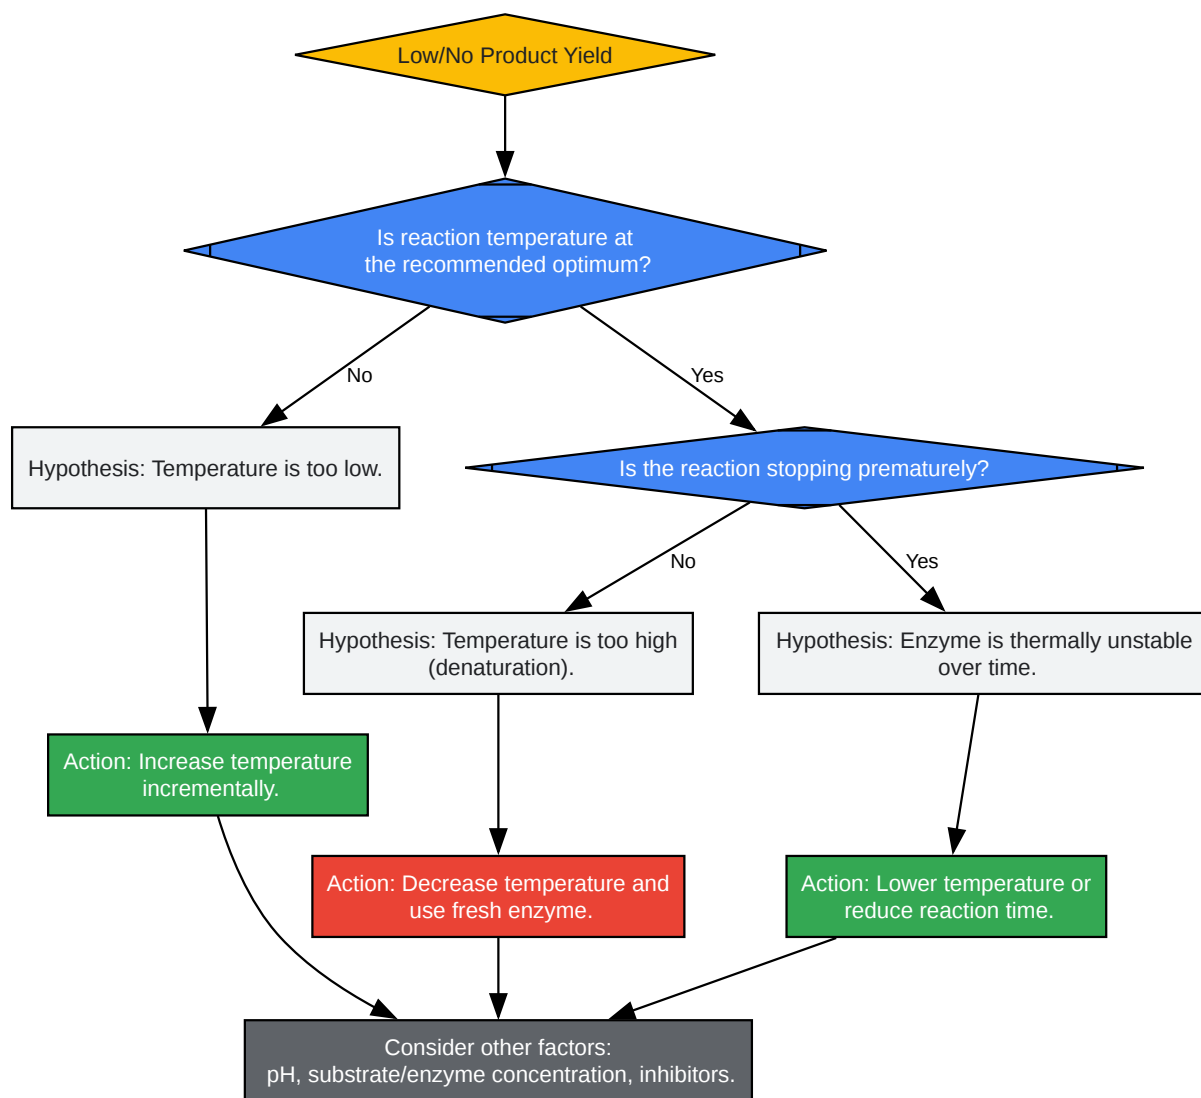 Low/No Product Yield
Is reaction temperature at
the recommended optimum?
No
Yes
Hypothesis: Temperature is too low.
Is the reaction stopping prematurely?
No
Yes
Hypothesis: Temperature is too high
(denaturation).
Hypothesis: Enzyme is thermally unstable
over time.
Action: Increase temperature
incrementally.
Action: Decrease temperature and
use fresh enzyme.
Action: Lower temperature or
reduce reaction time.
Consider other factors:
pH, substrate/enzyme concentration, inhibitors.